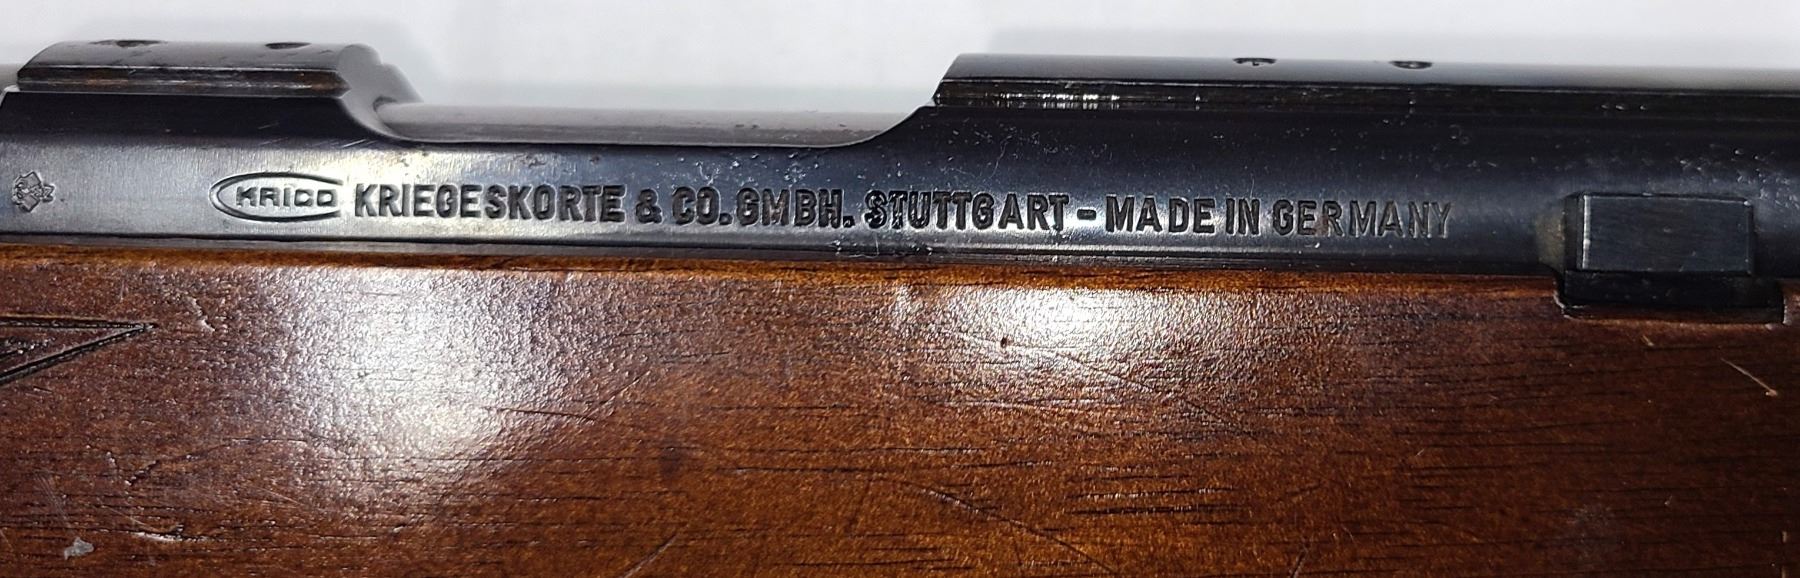 KRICO KRIEGESKORTE & CO. GMBH. STUTTGART - MADE IN GERMANY